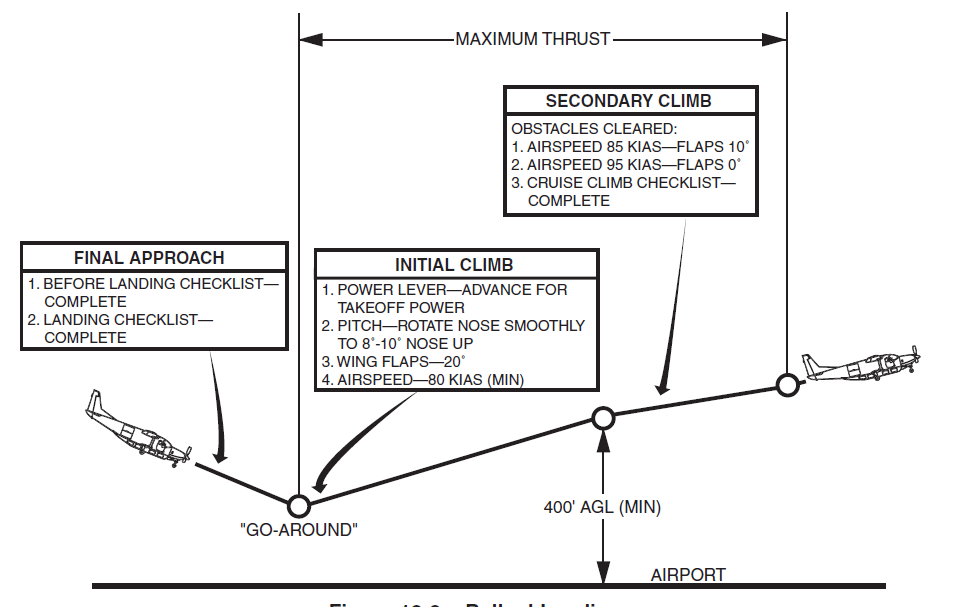 MAXIMUM THRUST
SECONDARY CLIMB
OBSTACLES CLEARED:
1. AIRSPEED 85 KIAS—FLAPS 10°
2. AIRSPEED 95 KIAS—FLAPS 0°
3. CRUISE CLIMB CHECKLIST—
COMPLETE
FINAL APPROACH
1. BEFORE LANDING CHECKLIST—
COMPLETE
2. LANDING CHECKLIST—
COMPLETE
INITIAL CLIMB
1. POWER LEVER—ADVANCE FOR
TAKEOFF POWER
2. PITCH—ROTATE NOSE SMOOTHLY
TO 8°-10° NOSE UP
3. WING FLAPS—20°
4. AIRSPEED—80 KIAS (MIN)
"GO-AROUND"
400' AGL (MIN)
AIRPORT